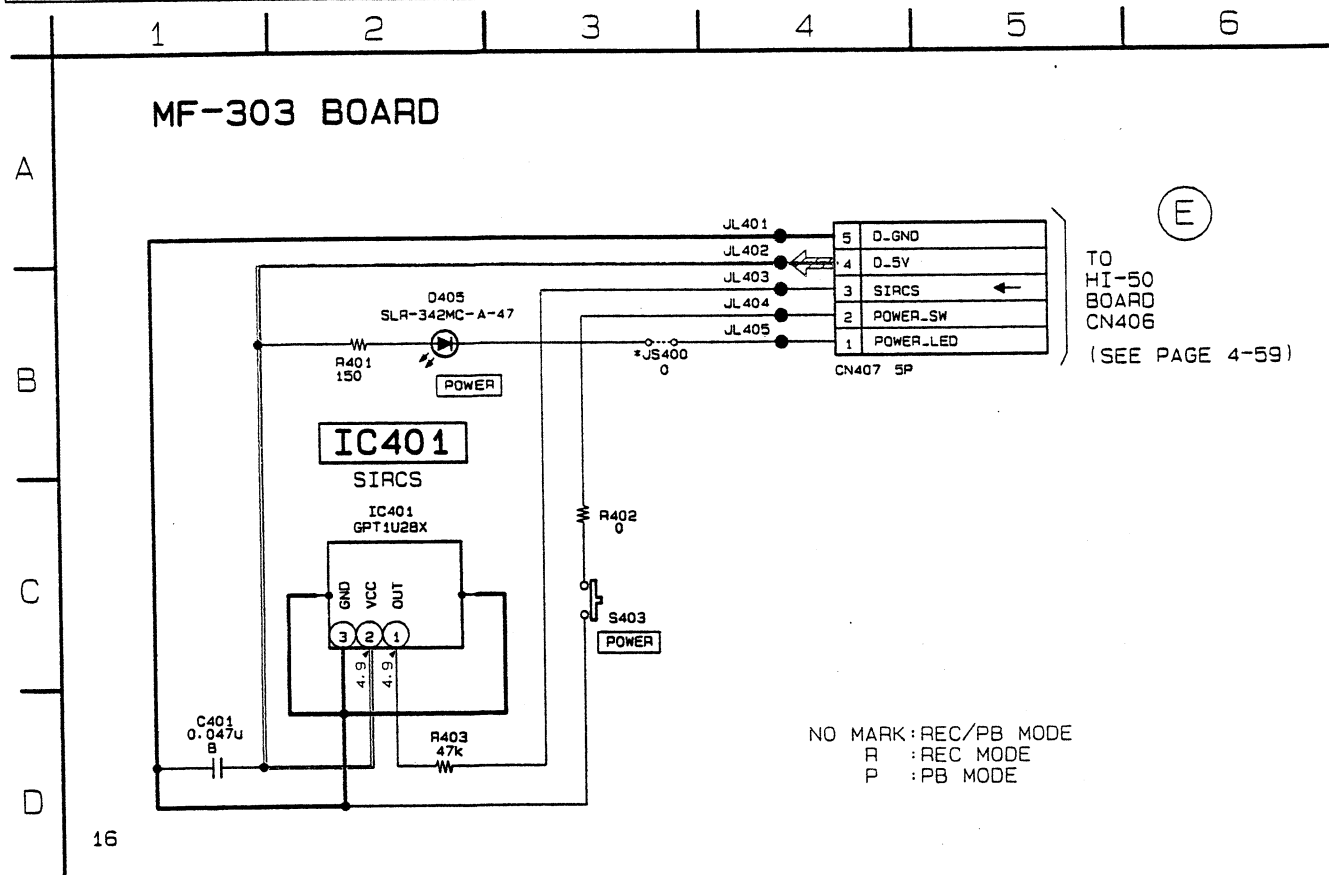 1 2 3 4 5 6
MF-303 BOARD
A
B
C
D
E
JL401
JL402
JL403
JL404
JL405
5 D_GND
4 D_5V
3 SIRCS
2 POWER_SW
1 POWER_LED
CN407 5P
TO
HI-50
BOARD
CN406
(SEE PAGE 4-59)
D405
SLR-342MC-A-47
R401
150
POWER
*JS400
0
IC401
SIRCS
IC401
GPT1U28X
GND VCC OUT
3 2 1
4.9 4.9
R402
0
S403
POWER
C401
0.047u
B
R403
47k
NO MARK:REC/PB MODE
R :REC MODE
P :PB MODE
16